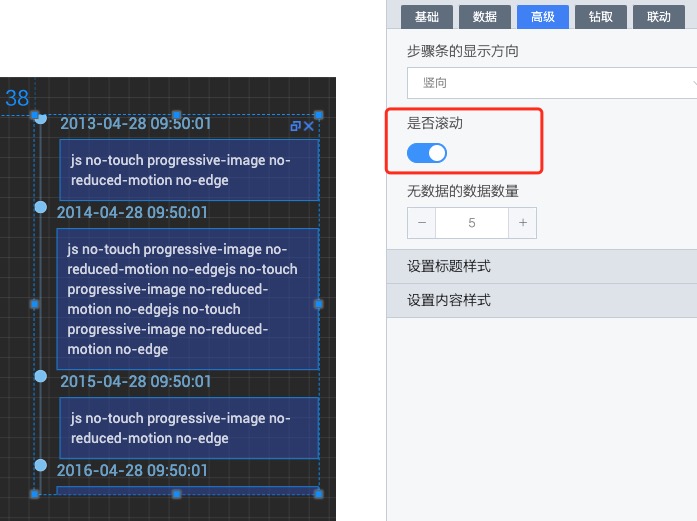 38
2013-04-28 09:50:01
js no-touch progressive-image no-
reduced-motion no-edge
2014-04-28 09:50:01
js no-touch progressive-image no-
reduced-motion no-edgejs no-touch
progressive-image no-reduced-
motion no-edgejs no-touch
progressive-image no-reduced-
motion no-edge
2015-04-28 09:50:01
js no-touch progressive-image no-
reduced-motion no-edge
2016-04-28 09:50:01
基础 数据 高级 钻取 联动
步骤条的显示方向
竖向
是否滚动
无数据的数据数量
− 5 +
设置标题样式
设置内容样式